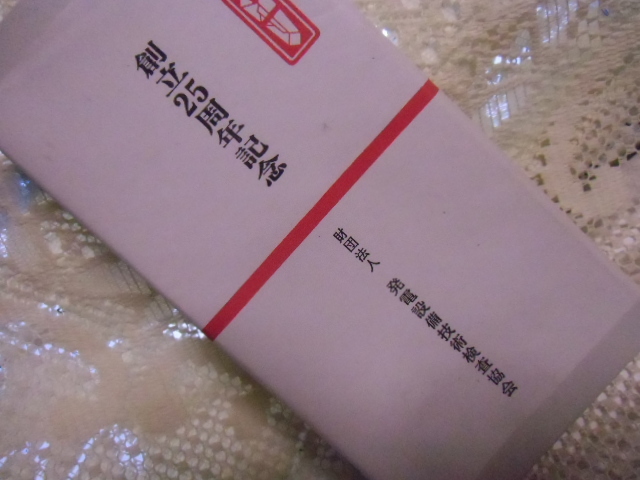 創立25周年記念
財団法人
発電設備技術検査協会